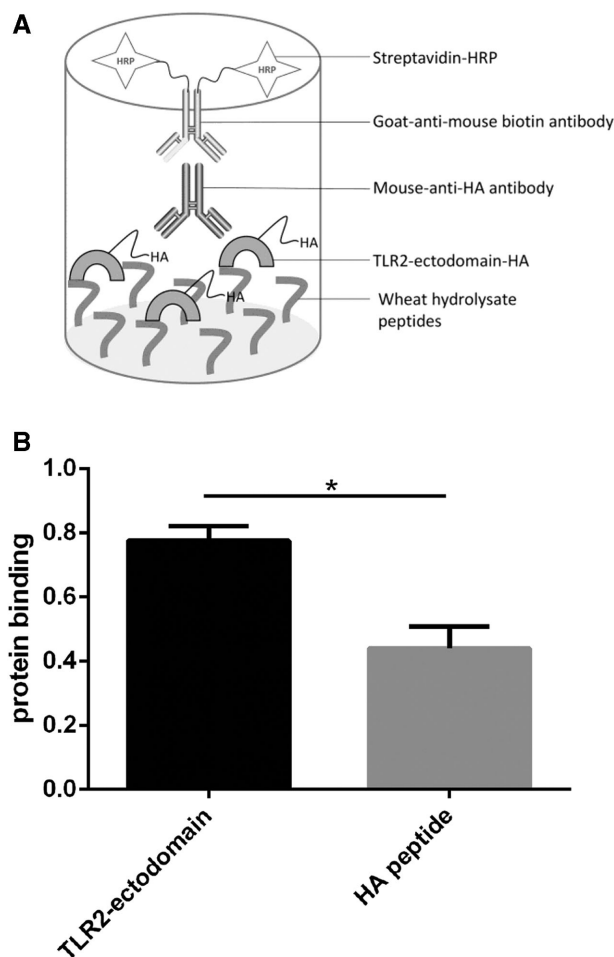 A
HRP
HRP
Streptavidin-HRP
Goat-anti-mouse biotin antibody
Mouse-anti-HA antibody
HA
HA
TLR2-ectodomain-HA
HA
Wheat hydrolysate
peptides
B
protein binding
1.0
0.8
0.6
0.4
0.2
0.0
*
TLR2-ectodomain
HA peptide